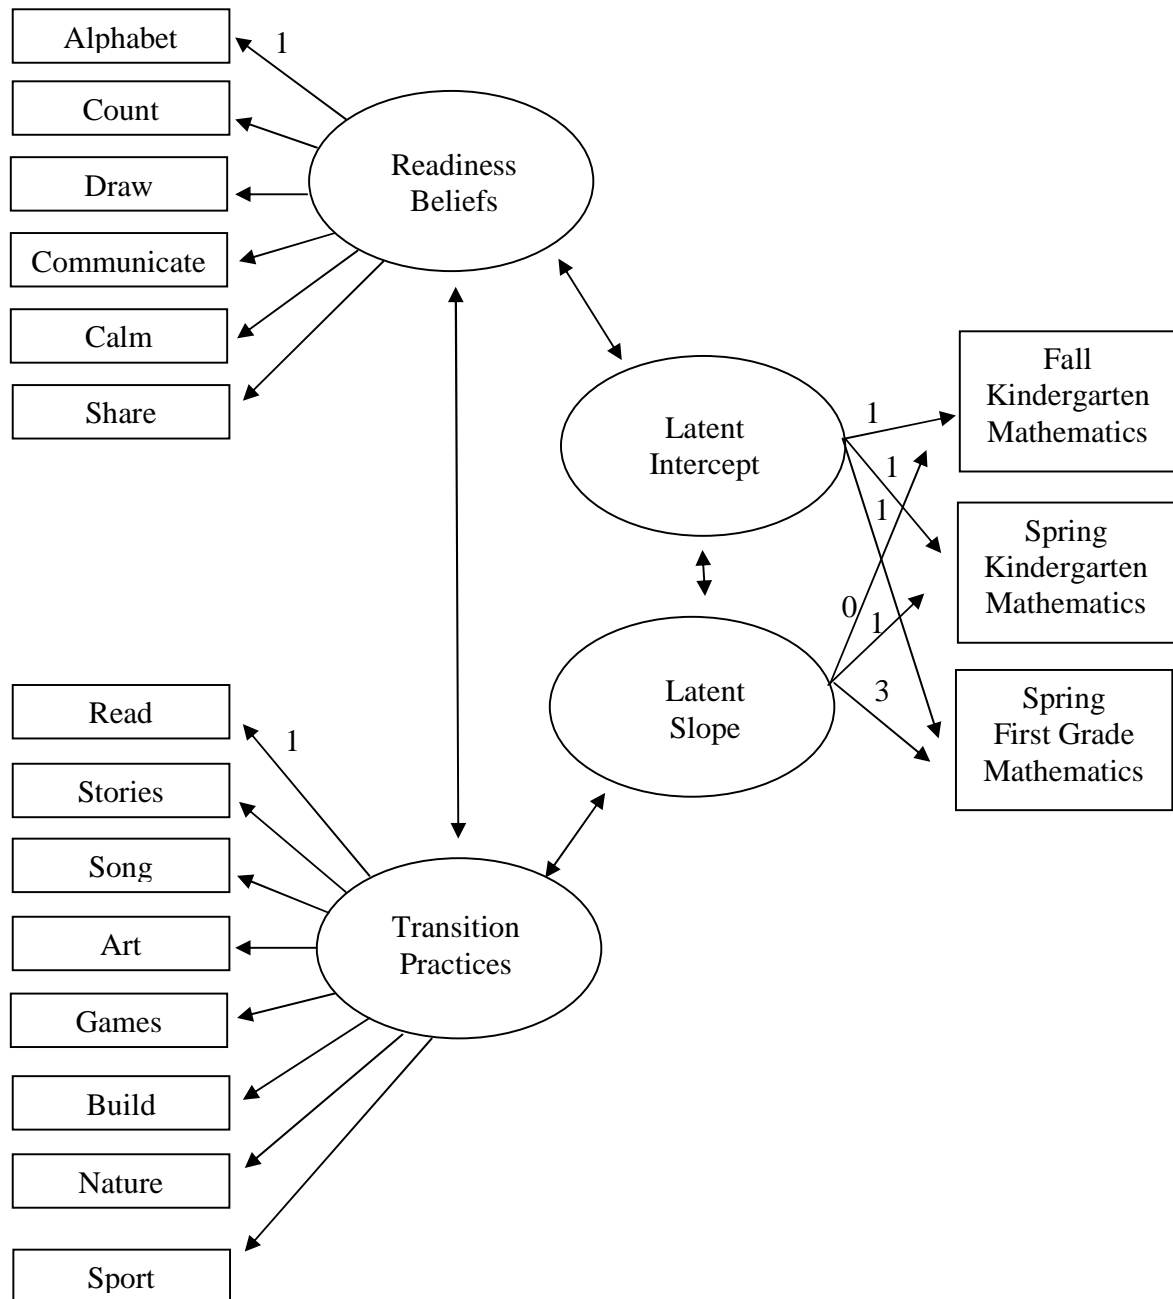 Alphabet
1
Count
Draw
Communicate
Calm
Share
Readiness
Beliefs
Latent
Intercept
1
1
1
Fall
Kindergarten
Mathematics
Spring
Kindergarten
Mathematics
0
1
3
Latent
Slope
Spring
First Grade
Mathematics
Read
1
Stories
Song
Art
Games
Build
Nature
Sport
Transition
Practices